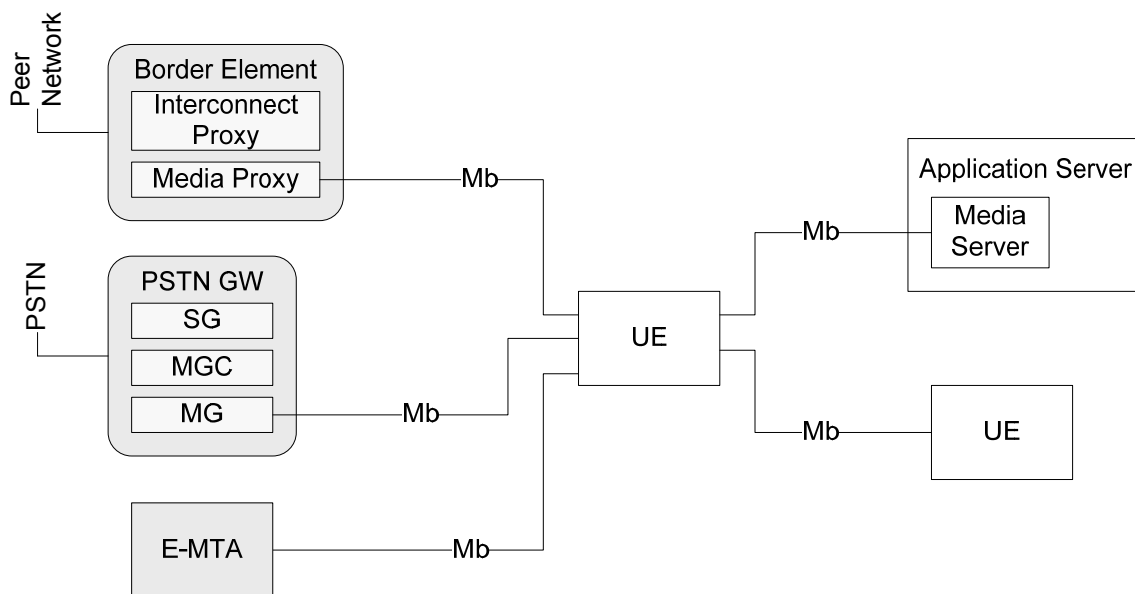 Peer
Network
Border Element
Interconnect
Proxy
Media Proxy
Mb
Application Server
Media
Server
Mb
PSTN
PSTN GW
SG
MGC
MG
Mb
UE
UE
Mb
E-MTA
Mb